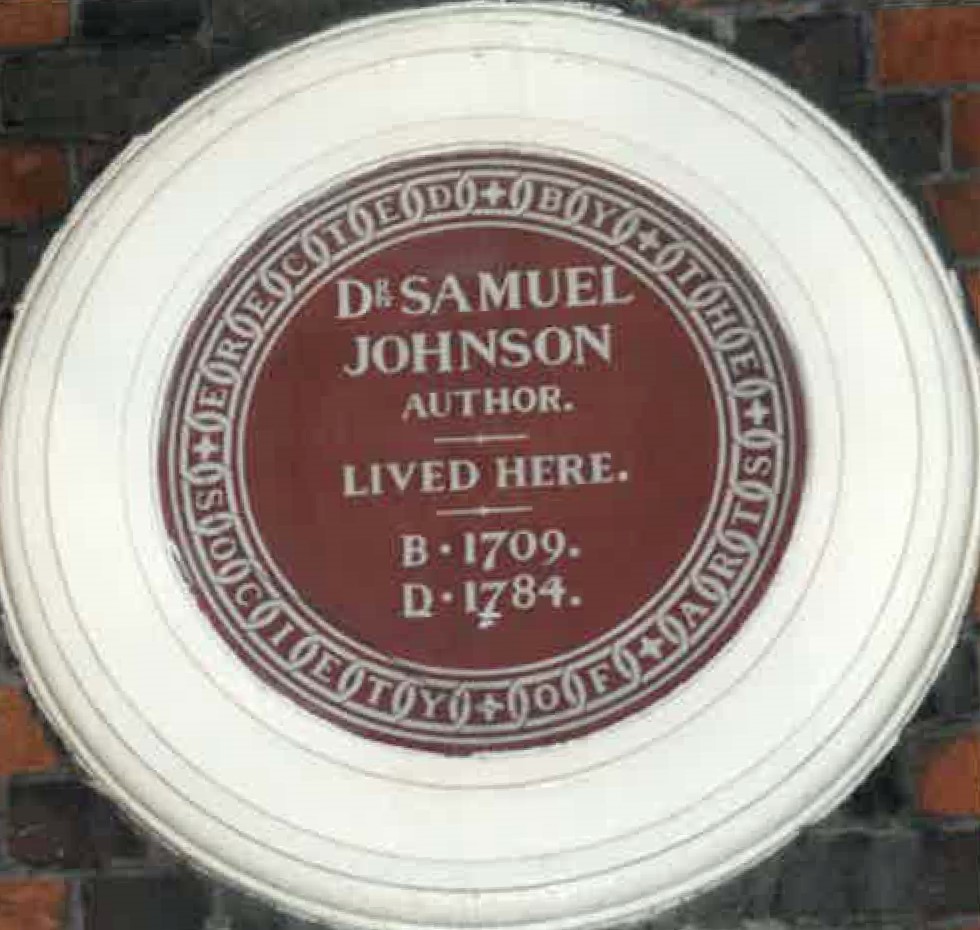 DR SAMUEL
JOHNSON
AUTHOR.
LIVED HERE.
B·1709.
D·1784.
ERECTED + BY + THE + SOCIETY + OF + ARTS +